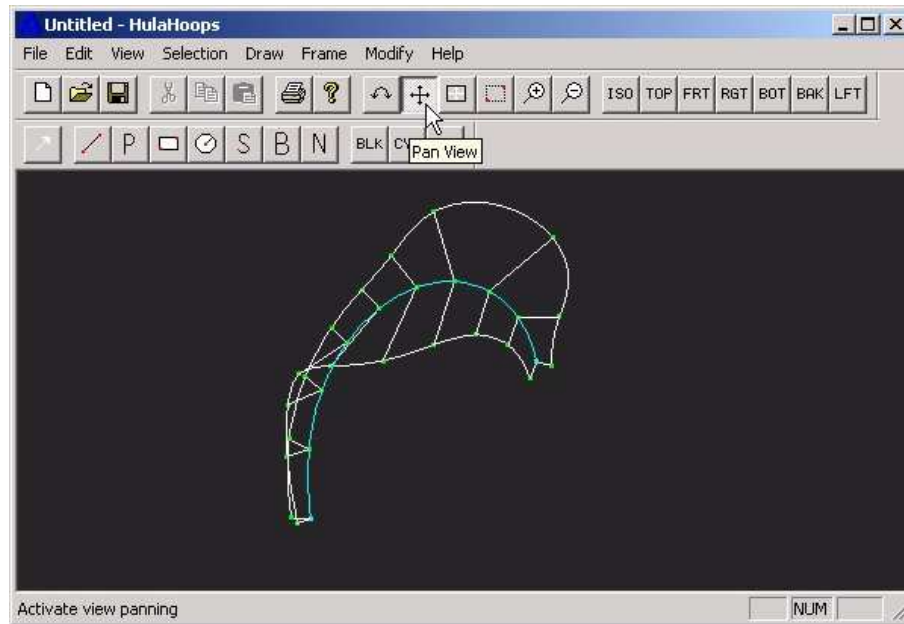 Untitled - HulaHoops
File Edit View Selection Draw Frame Modify Help
ISO TOP FRT RGT BOT BAK LFT
P S B N BLK
Pan View
Activate view panning
NUM